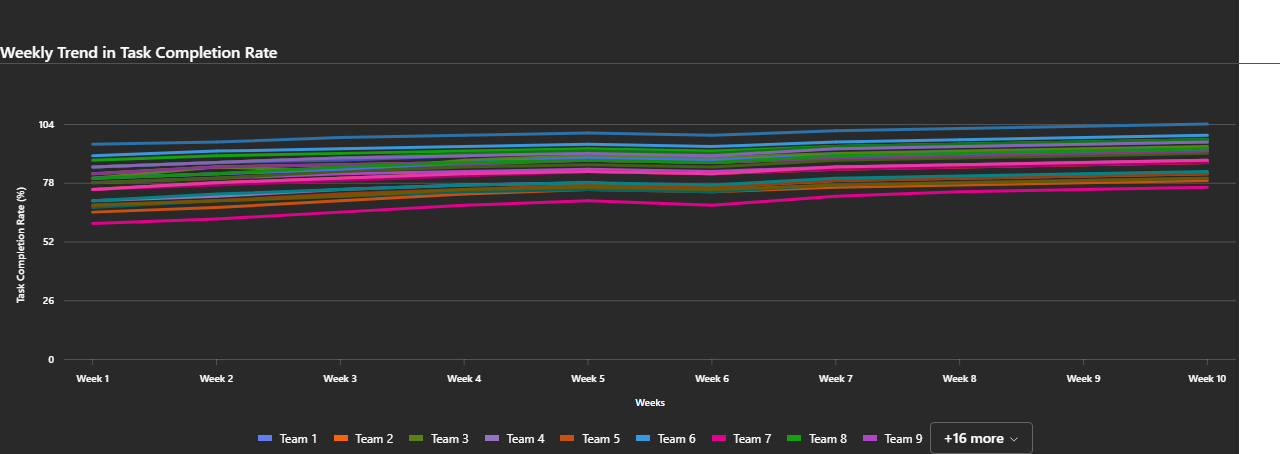 Weekly Trend in Task Completion Rate
Task Completion Rate (%)
104
78
52
26
0
Week 1 Week 2 Week 3 Week 4 Week 5 Week 6 Week 7 Week 8 Week 9 Week 10
Weeks
Team 1 Team 2 Team 3 Team 4 Team 5 Team 6 Team 7 Team 8 Team 9 +16 more